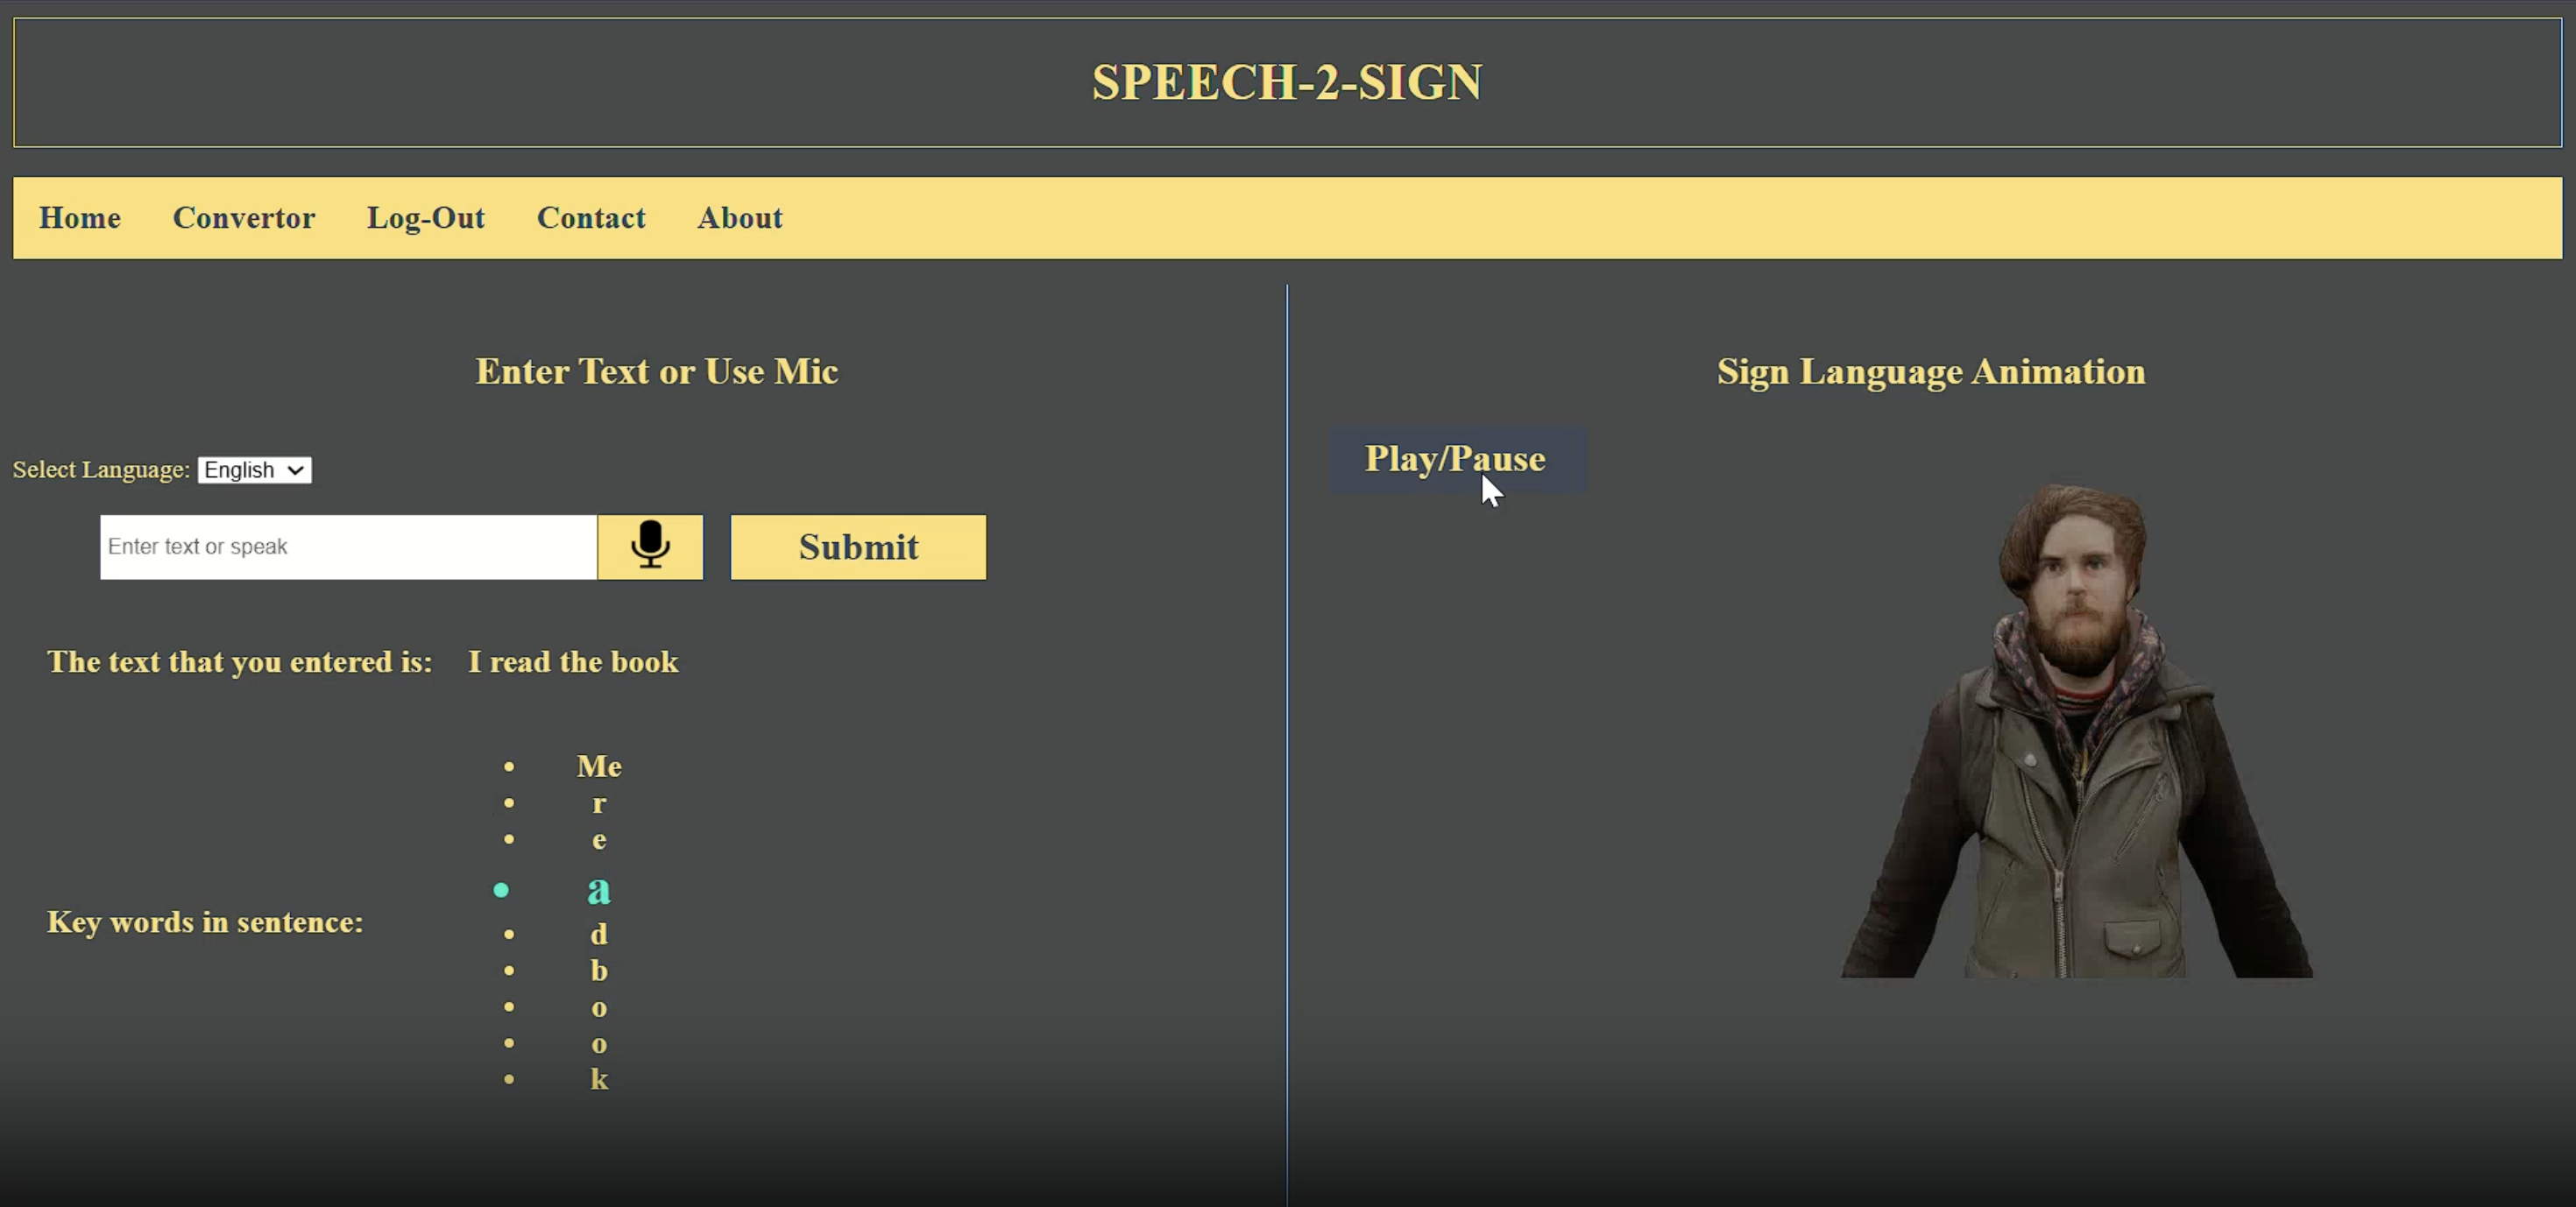 SPEECH-2-SIGN
Home Convertor Log-Out Contact About
Enter Text or Use Mic
Select Language: English
Enter text or speak
Submit
The text that you entered is: I read the book
Key words in sentence:
Me
r
e
a
d
b
o
o
k
Sign Language Animation
Play/Pause